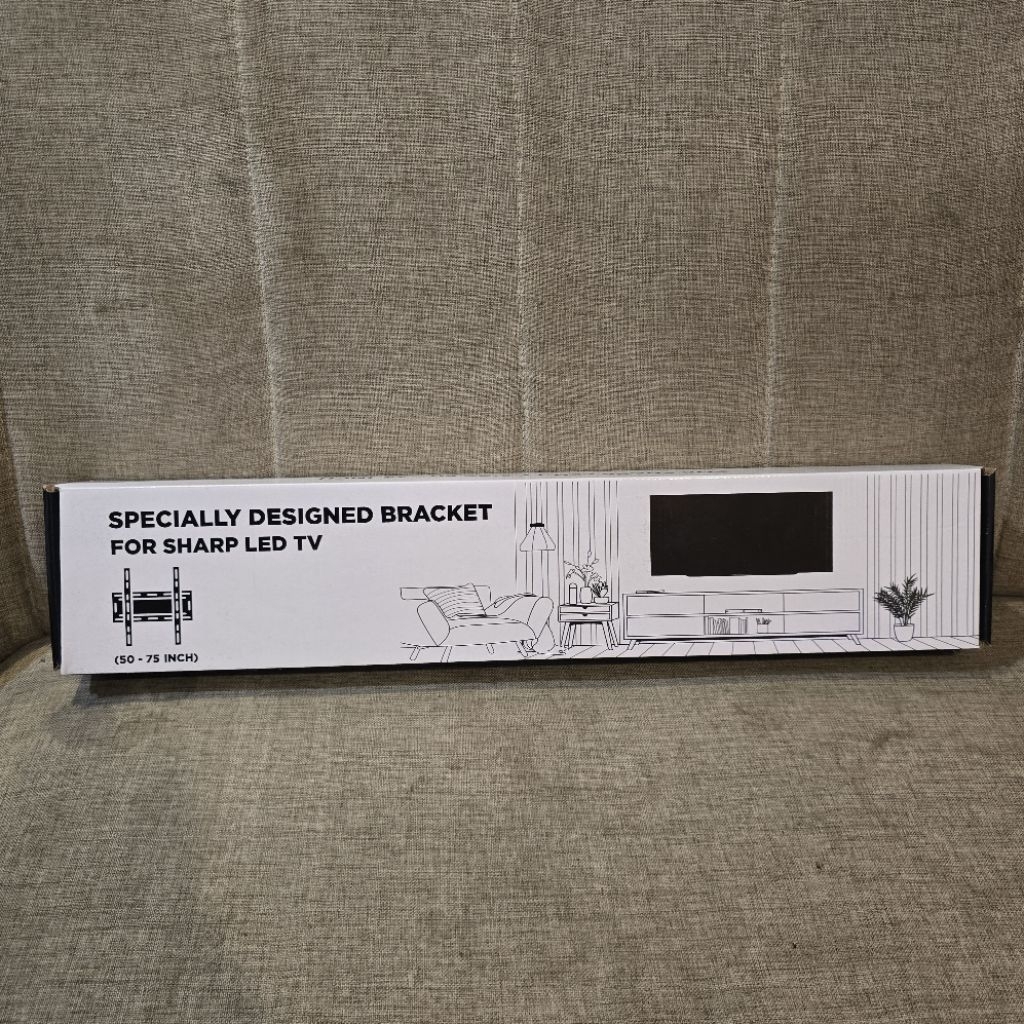 SPECIALLY DESIGNED BRACKET
FOR SHARP LED TV
(50 - 75 INCH)